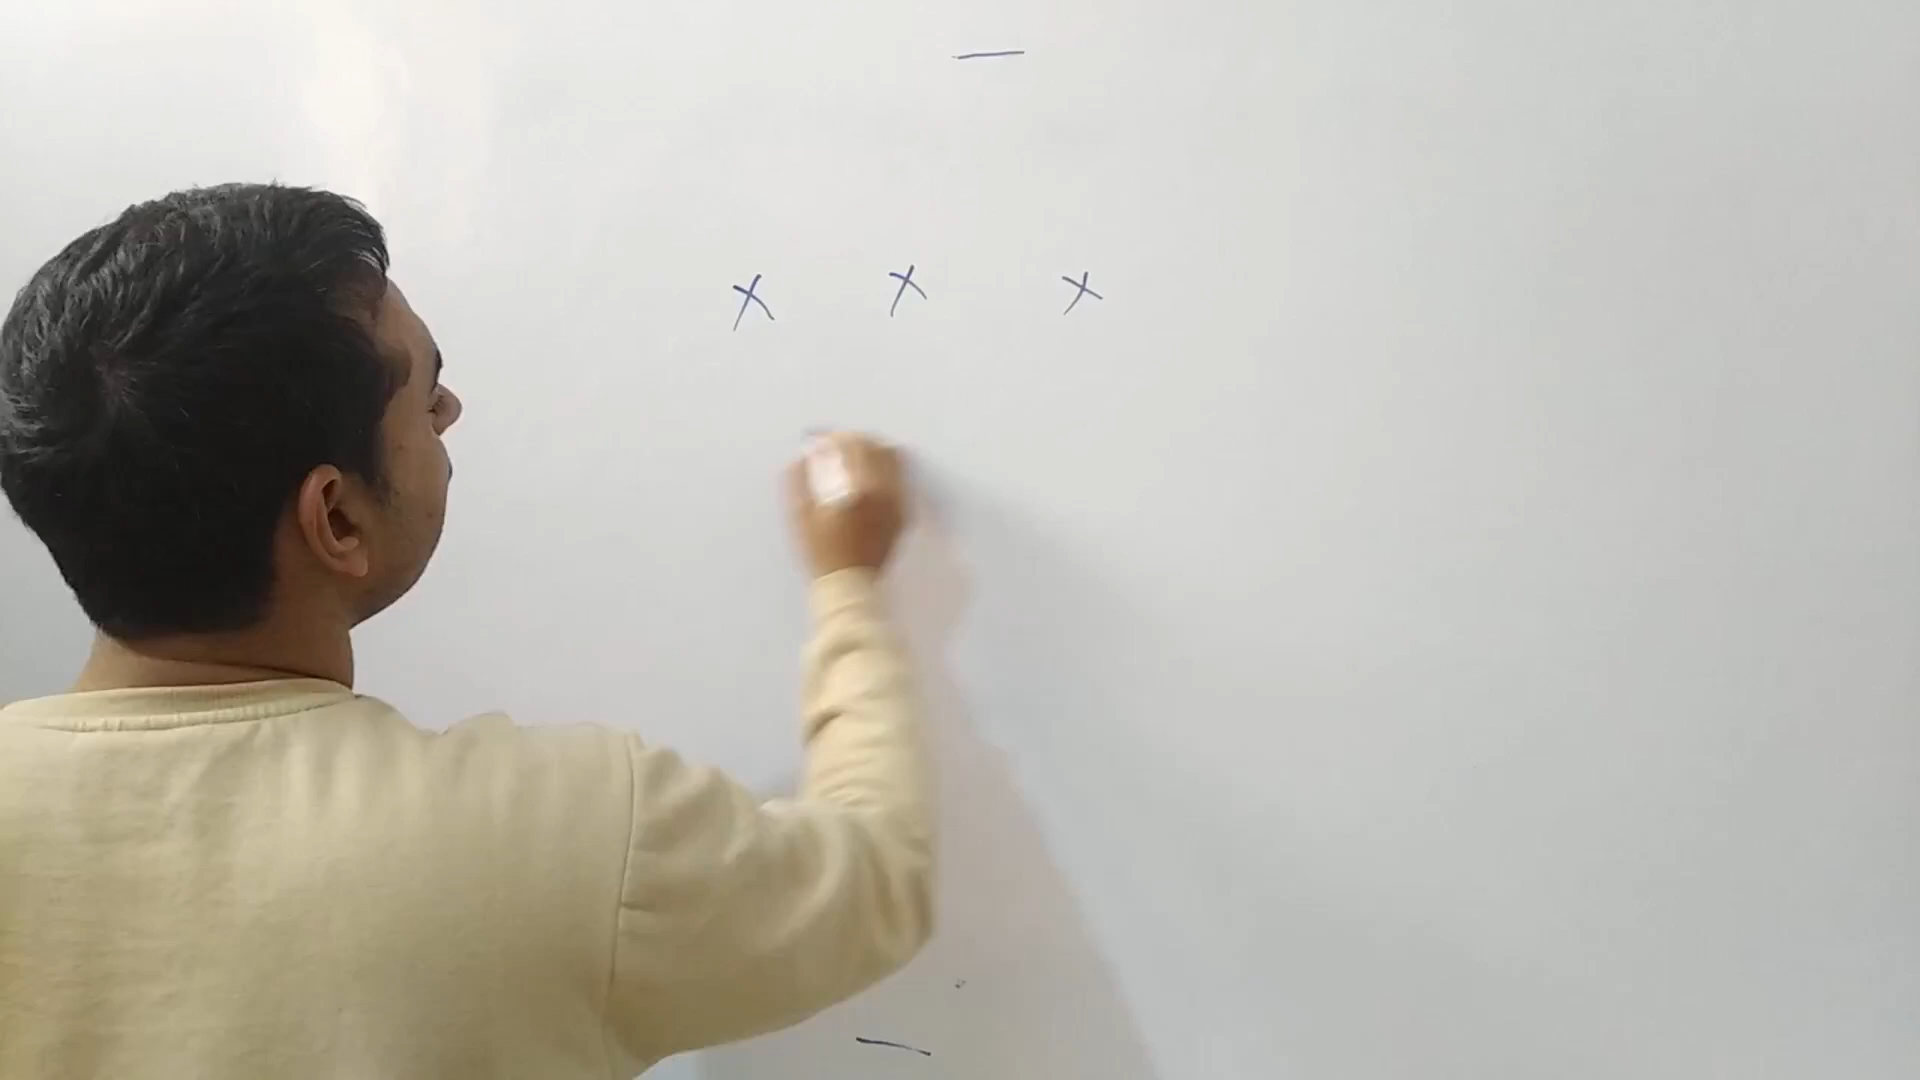 —
x x x
—